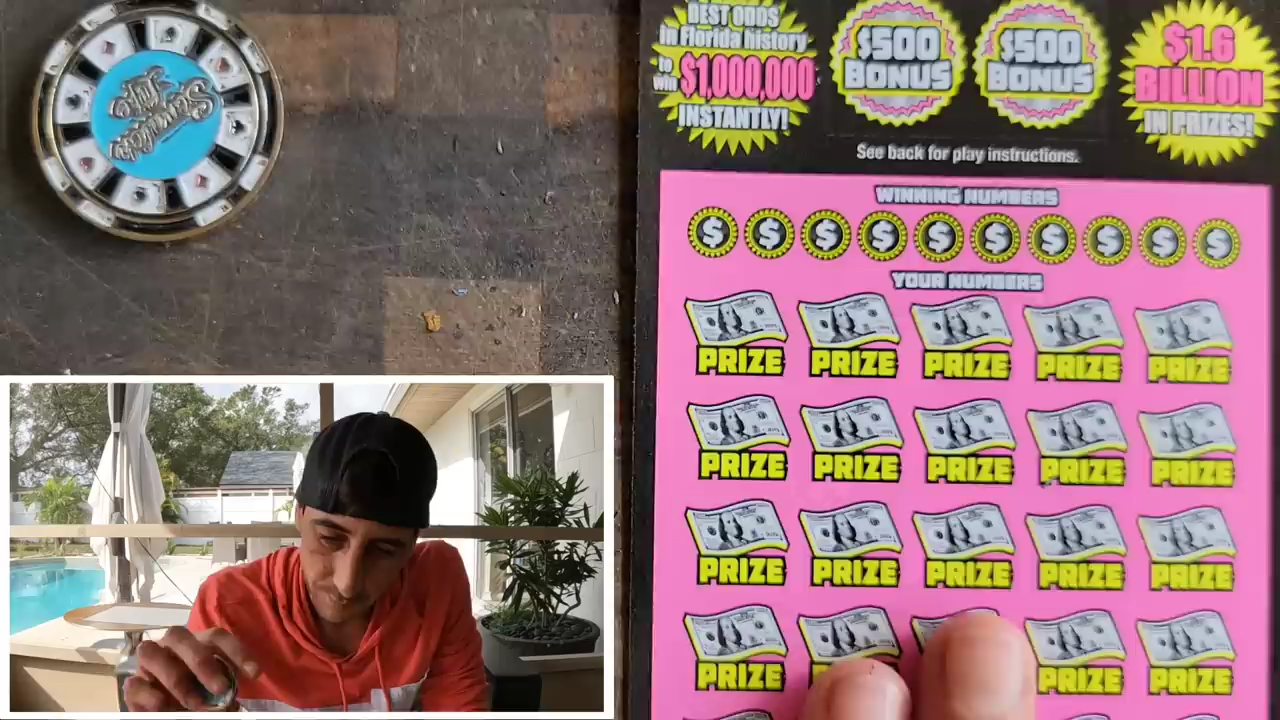 BEST ODDS
in Florida history
to
win $1,000,000
INSTANTLY!
$500
BONUS
$500
BONUS
$1.6
BILLION
IN PRIZES!
See back for play instructions.
WINNING NUMBERS
$ $ $ $ $ $ $ $ $ $
YOUR NUMBERS
PRIZE PRIZE PRIZE PRIZE PRIZE
PRIZE PRIZE PRIZE PRIZE PRIZE
PRIZE PRIZE PRIZE PRIZE PRIZE
PRIZE PRIZE PRIZE PRIZE